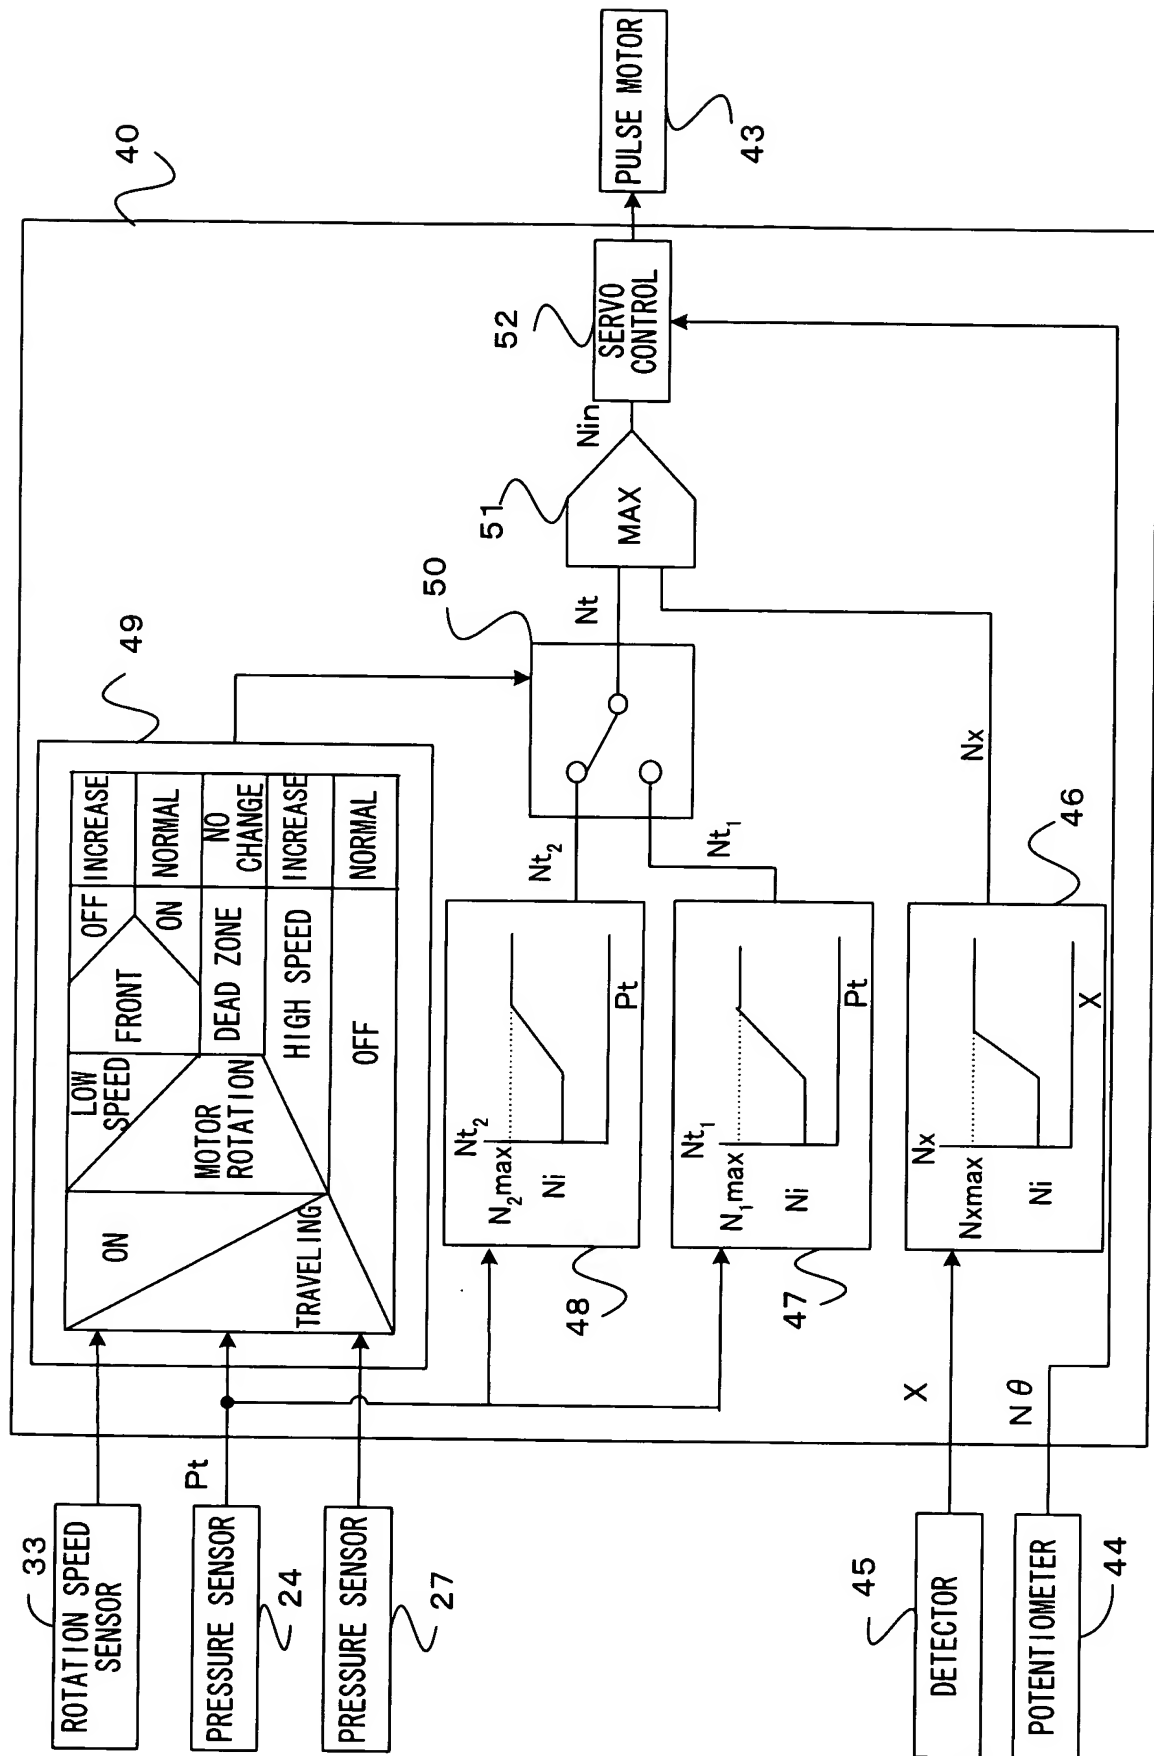 40
49
ON
LOW
SPEED
FRONT
OFF
INCREASE
ON
NORMAL
MOTOR
ROTATION
DEAD ZONE
NO
CHANGE
HIGH SPEED
INCREASE
TRAVELING
OFF
NORMAL
33
ROTATION SPEED
SENSOR
Pt
PRESSURE SENSOR
24
PRESSURE SENSOR
27
Nt2
N2max
Ni
Pt
48
Nt2
50
Nt
51
MAX
Nin
52
SERVO
CONTROL
PULSE MOTOR
43
Nt1
N1max
Ni
Pt
47
Nt1
Nx
Nxmax
Ni
X
46
Nx
45
DETECTOR
X
POTENTIOMETER
44
Nθ